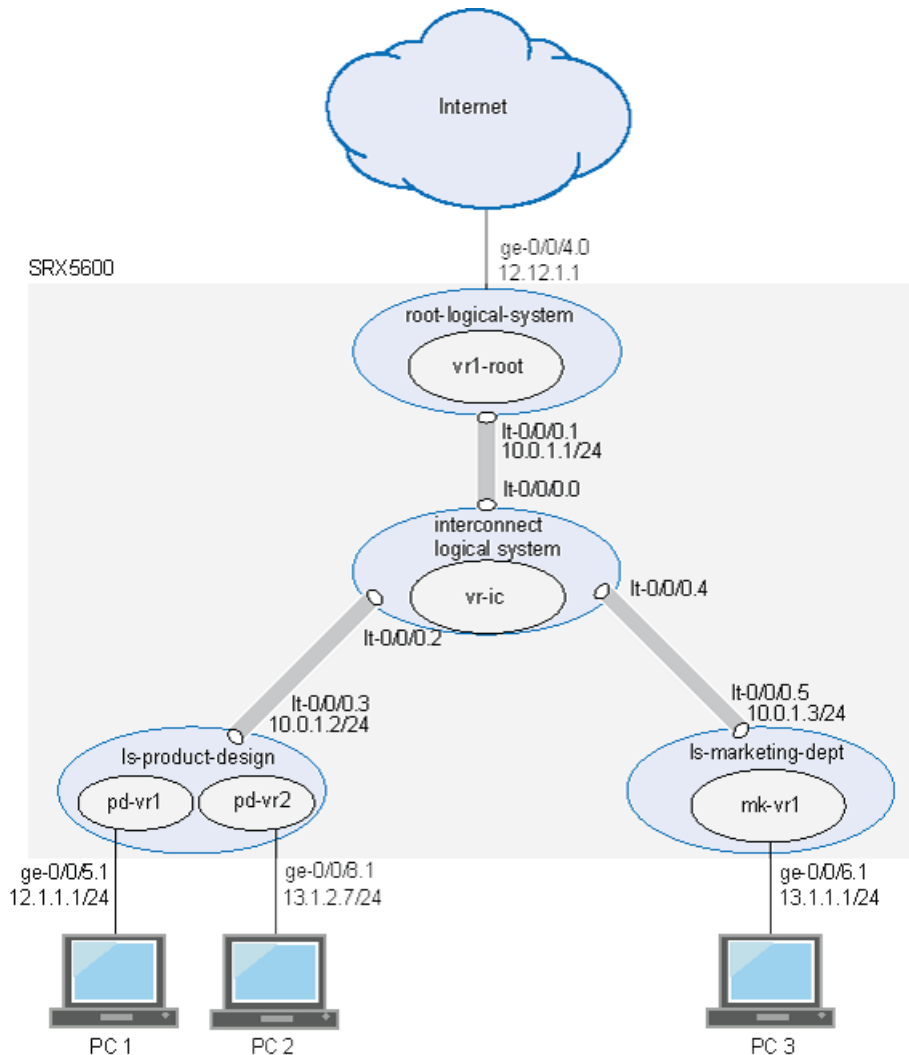 Internet
ge-0/0/4.0
12.12.1.1
SRX5600
root-logical-system
vr1-root
lt-0/0/0.1
10.0.1.1/24
lt-0/0/0.0
interconnect
logical system
vr-ic
lt-0/0/0.2
lt-0/0/0.4
lt-0/0/0.3
10.0.1.2/24
lt-0/0/0.5
10.0.1.3/24
ls-product-design
pd-vr1
pd-vr2
ls-marketing-dept
mk-vr1
ge-0/0/5.1
12.1.1.1/24
ge-0/0/8.1
13.1.2.7/24
ge-0/0/6.1
13.1.1.1/24
PC 1
PC 2
PC 3